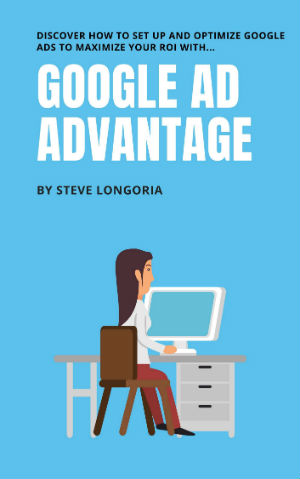 DISCOVER HOW TO SET UP AND OPTIMIZE GOOGLE
ADS TO MAXIMIZE YOUR ROI WITH...
GOOGLE AD
ADVANTAGE
BY STEVE LONGORIA